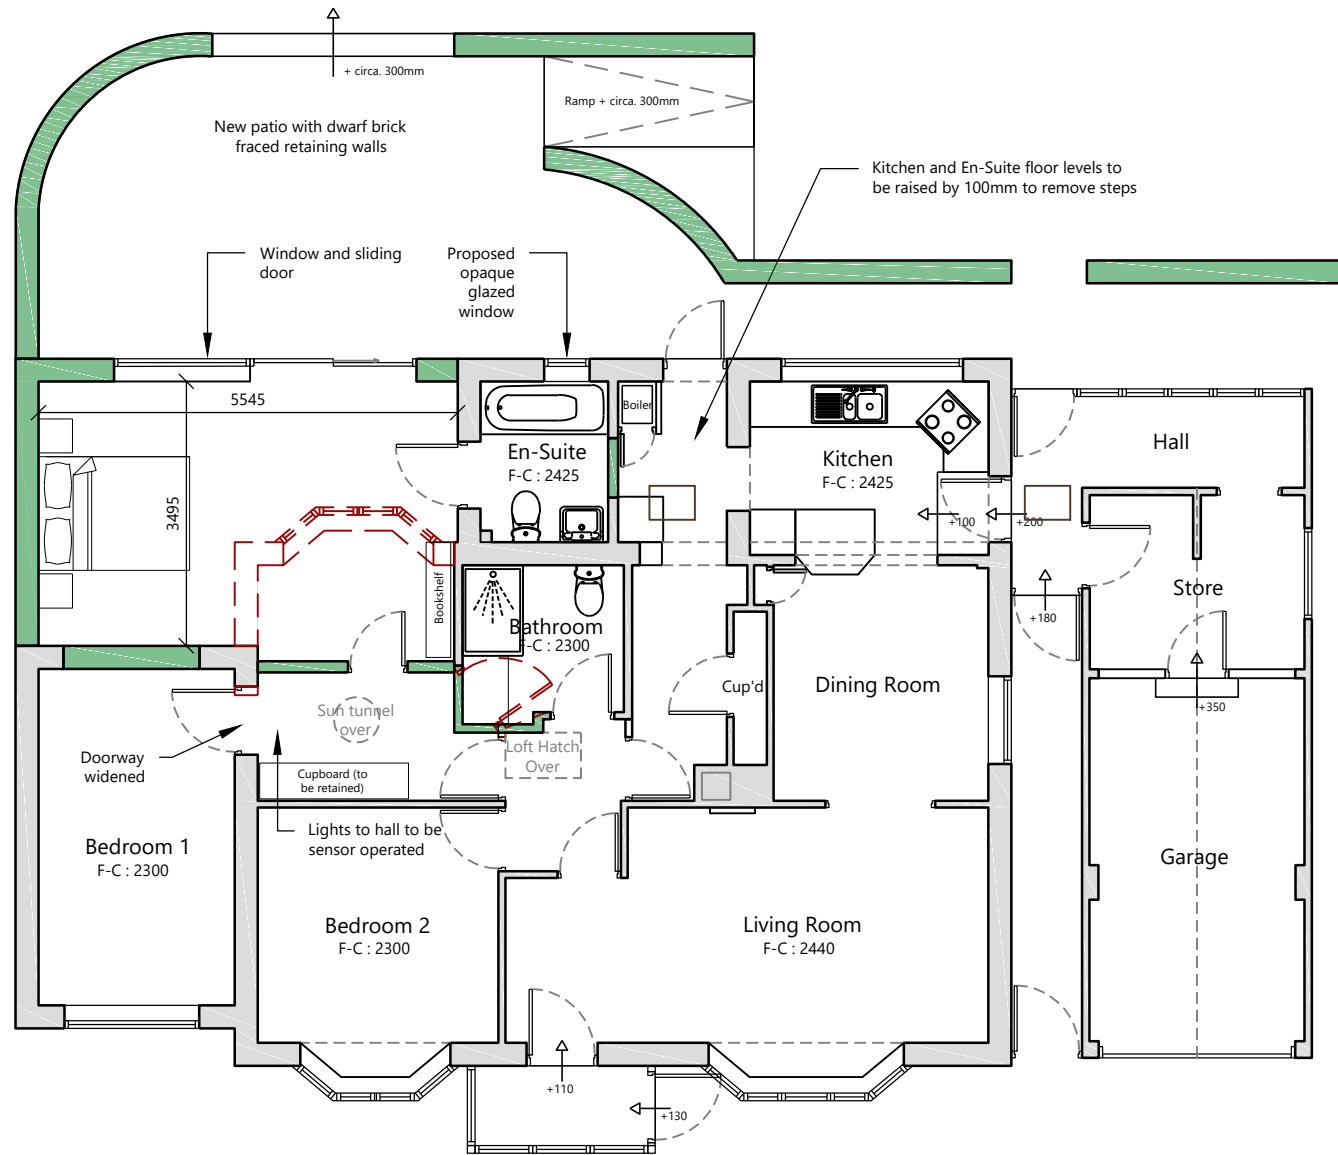 + circa. 300mm
Ramp + circa. 300mm
New patio with dwarf brick
fraced retaining walls
Kitchen and En-Suite floor levels to
be raised by 100mm to remove steps
Window and sliding
door
Proposed
opaque
glazed
window
5545
3495
Boiler
En-Suite
F-C : 2425
Kitchen
F-C : 2425
Hall
+100
+200
Bookshelf
Bathroom
F-C : 2300
Store
+180
Cup'd
Dining Room
Sun tunnel
over
+350
Doorway
widened
Loft Hatch
Over
Cupboard (to
be retained)
Lights to hall to be
sensor operated
Bedroom 1
F-C : 2300
Garage
Bedroom 2
F-C : 2300
Living Room
F-C : 2440
+110
+130